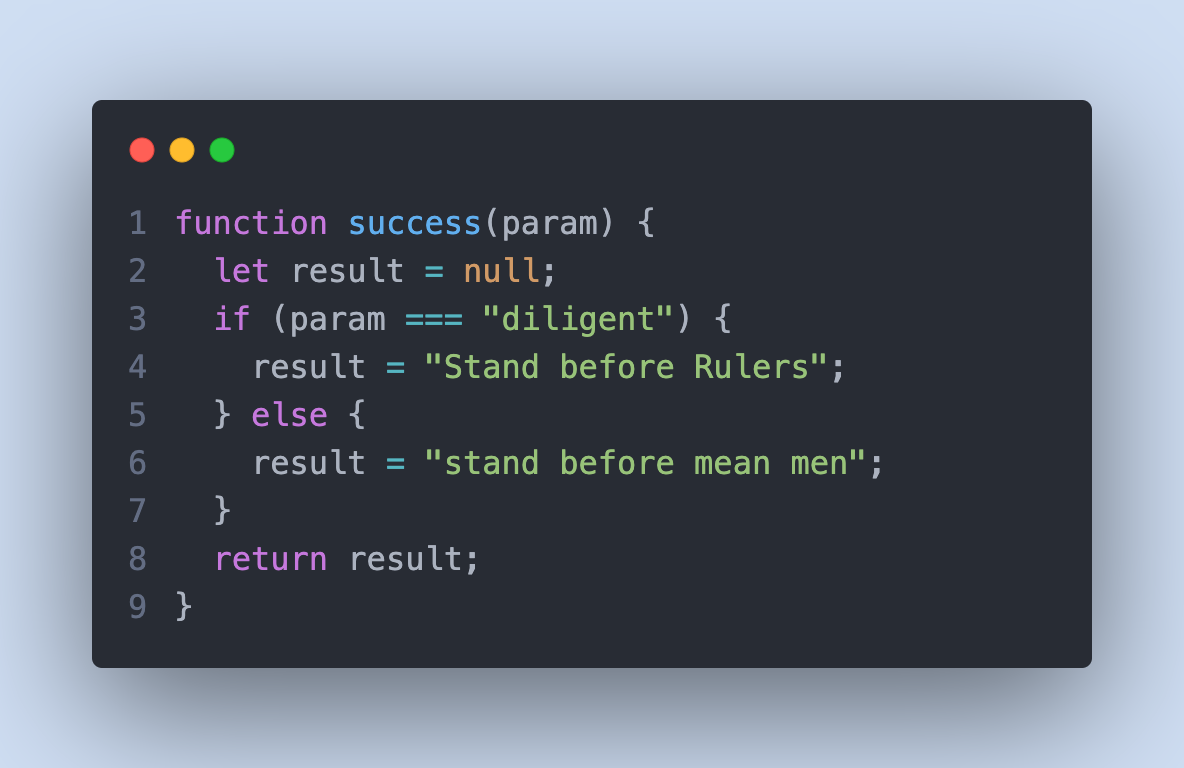 1 function success(param) {
2   let result = null;
3   if (param === "diligent") {
4     result = "Stand before Rulers";
5   } else {
6     result = "stand before mean men";
7   }
8   return result;
9 }